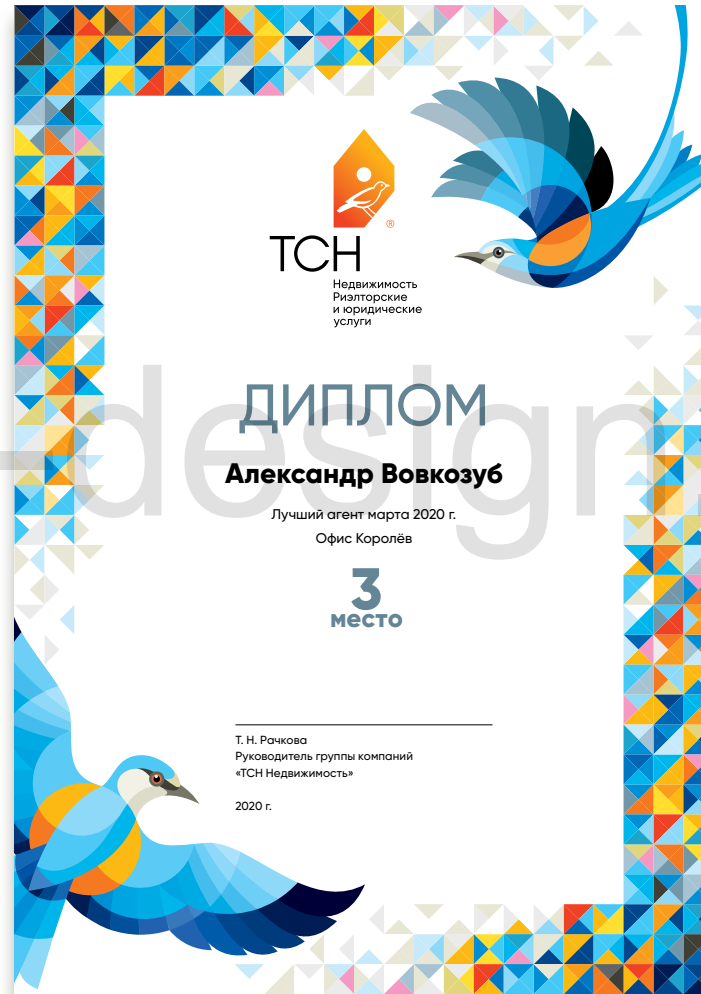 ®
ТСН
Недвижимость
Риэлторские
и юридические
услуги
-design
ДИПЛОМ
Александр Вовкозуб
Лучший агент марта 2020 г.
Офис Королёв
3
место
Т. Н. Рачкова
Руководитель группы компаний
«ТСН Недвижимость»
2020 г.